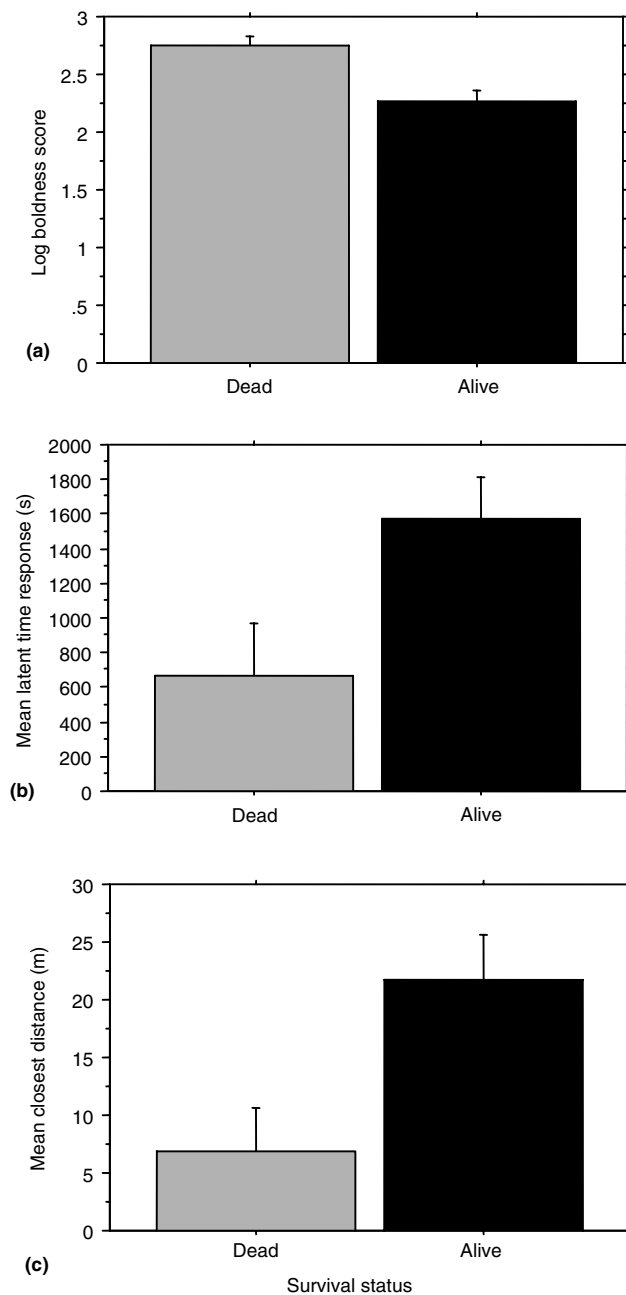 3
2.5
2
1.5
1
.5
0
Log boldness score
(a)
Dead Alive
2000
1800
1600
1400
1200
1000
800
600
400
200
0
Mean latent time response (s)
(b)
Dead Alive
30
25
20
15
10
5
0
Mean closest distance (m)
(c)
Dead Alive
Survival status